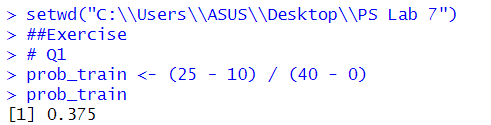 > setwd("C:\\Users\\ASUS\\Desktop\\PS Lab 7")
> ##Exercise
> # Q1
> prob_train <- (25 - 10) / (40 - 0)
> prob_train
[1] 0.375